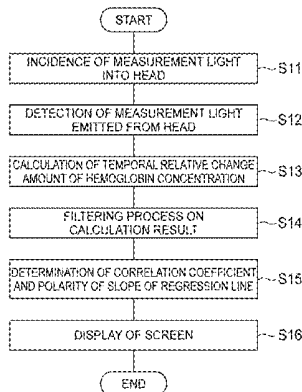 START
INCIDENCE OF MEASUREMENT LIGHT
INTO HEAD
S11
DETECTION OF MEASUREMENT LIGHT
EMITTED FROM HEAD
S12
CALCULATION OF TEMPORAL RELATIVE CHANGE
AMOUNT OF HEMOGLOBIN CONCENTRATION
S13
FILTERING PROCESS ON
CALCULATION RESULT
S14
DETERMINATION OF CORRELATION COEFFICIENT
AND POLARITY OF SLOPE OF REGRESSION LINE
S15
DISPLAY OF SCREEN
S16
END